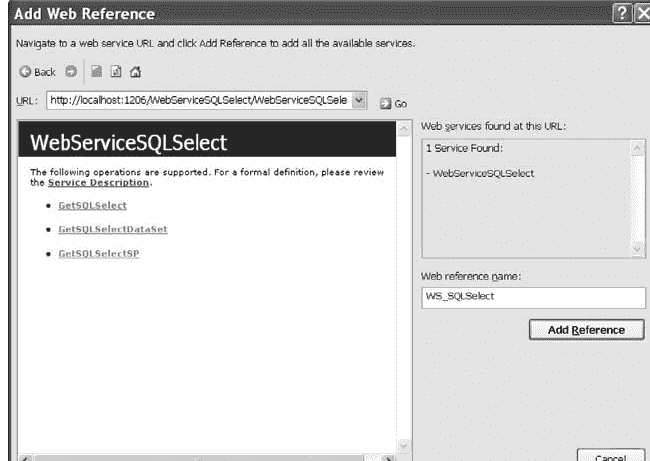 Add Web Reference
Navigate to a web service URL and click Add Reference to add all the available services.
Back
URL: http://localhost:1206/WebServiceSQLSelect/WebServiceSQLSele Go
WebServiceSQLSelect
The following operations are supported. For a formal definition, please review
the Service Description.
• GetSQLSelect
• GetSQLSelectDataSet
• GetSQLSelectSP
Web services found at this URL:
1 Service Found:
- WebServiceSQLSelect
Web reference name:
WS_SQLSelect
Add Reference
Cancel